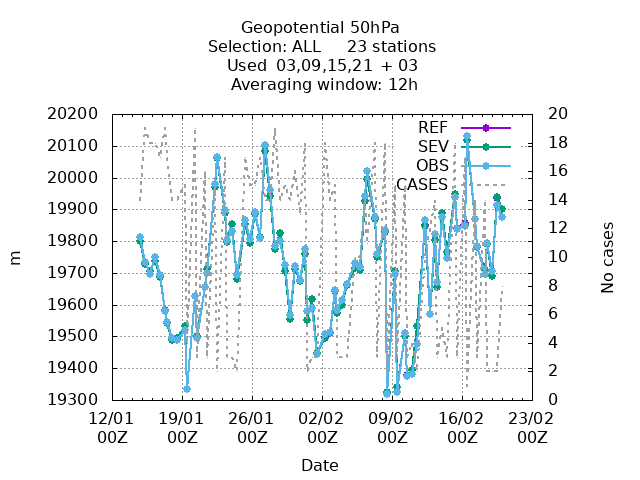 Geopotential 50hPa
Selection: ALL 23 stations
Used 03,09,15,21 + 03
Averaging window: 12h
20200
20100
20000
19900
19800
19700
19600
19500
19400
19300
m
REF
SEV
OBS
CASES
20
18
16
14
12
10
8
6
4
2
0
No cases
12/01 19/01 26/01 02/02 09/02 16/02 23/02
00Z 00Z 00Z 00Z 00Z 00Z 00Z
Date